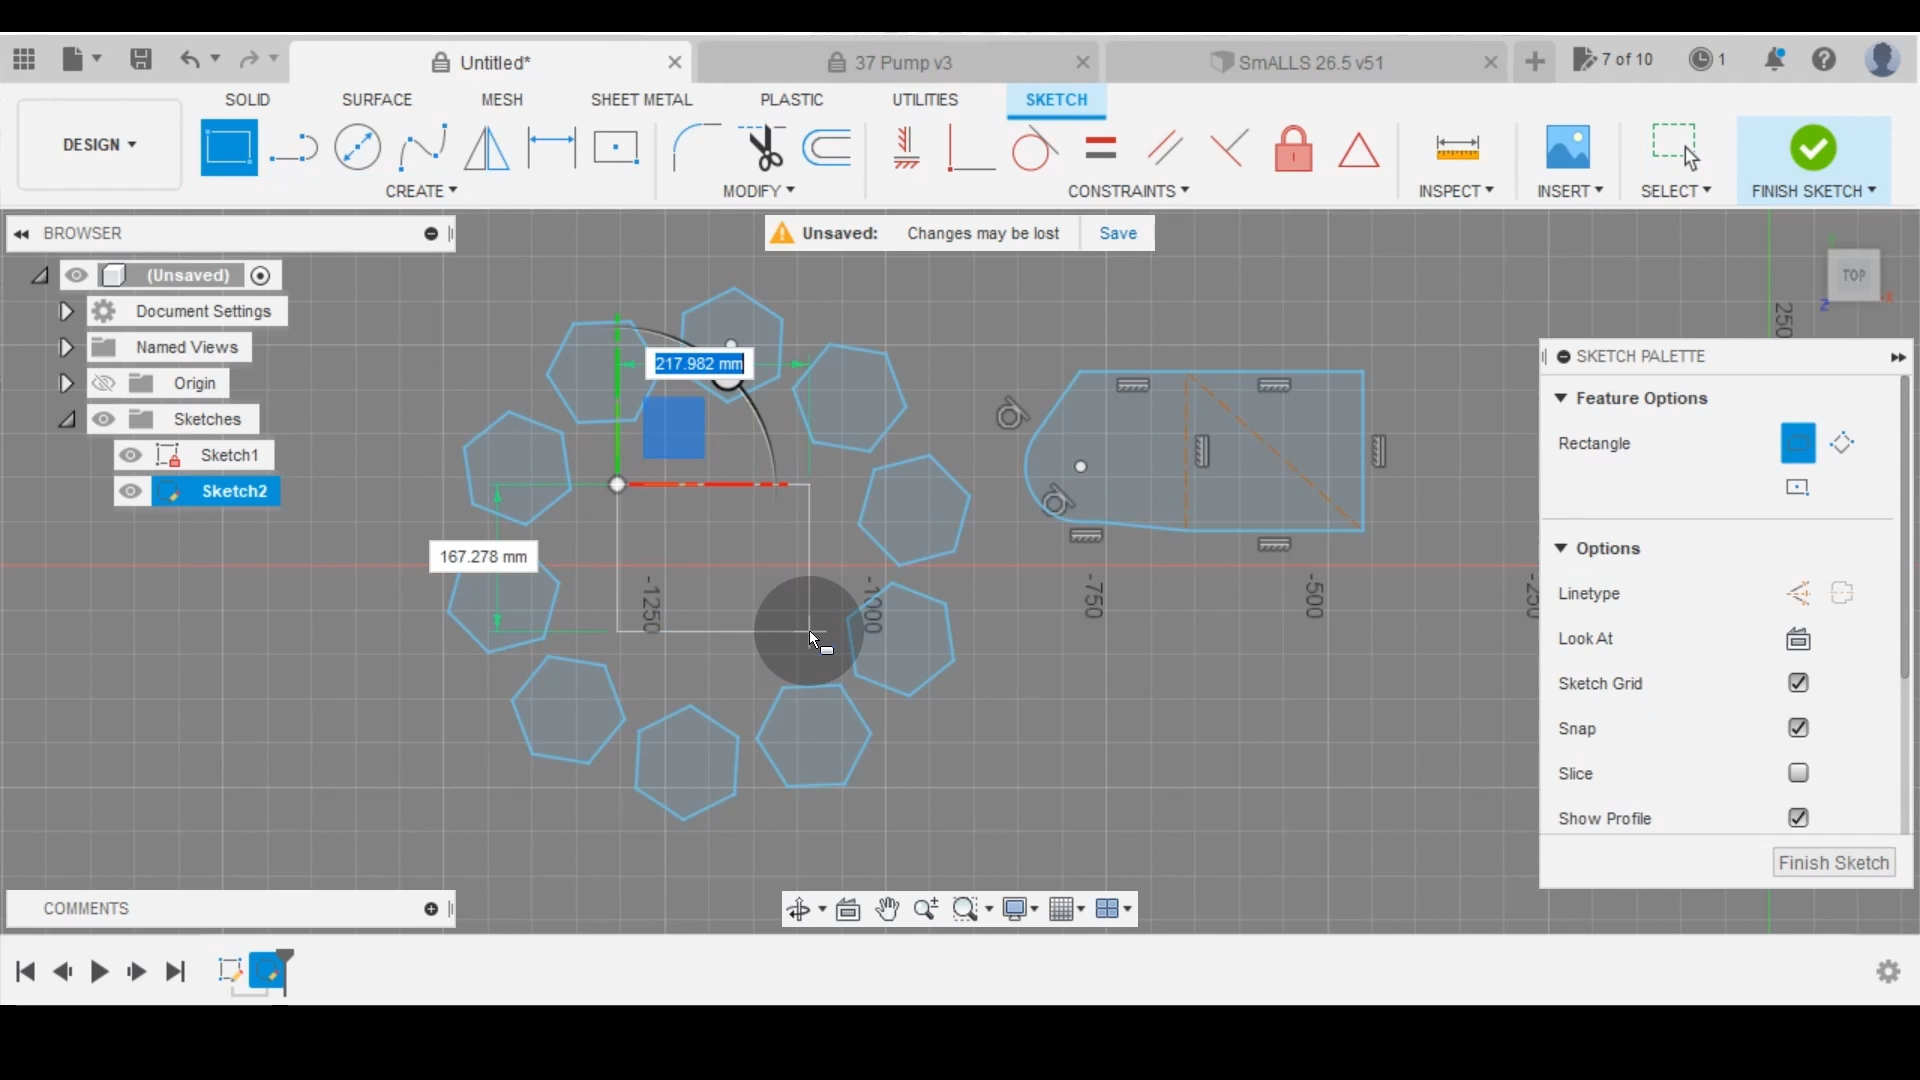 Untitled*
37 Pump v3
SmALLS 26.5 v51
7 of 10
1
SOLID
SURFACE
MESH
SHEET METAL
PLASTIC
UTILITIES
SKETCH
DESIGN
CREATE
MODIFY
CONSTRAINTS
INSPECT
INSERT
SELECT
FINISH SKETCH
BROWSER
Unsaved: Changes may be lost Save
(Unsaved)
Document Settings
Named Views
Origin
Sketches
Sketch1
Sketch2
217.982 mm
167.278 mm
-1250
-1000
-750
-500
-250
250
TOP
Z
X
SKETCH PALETTE
Feature Options
Rectangle
Options
Linetype
Look At
Sketch Grid
Snap
Slice
Show Profile
Finish Sketch
COMMENTS